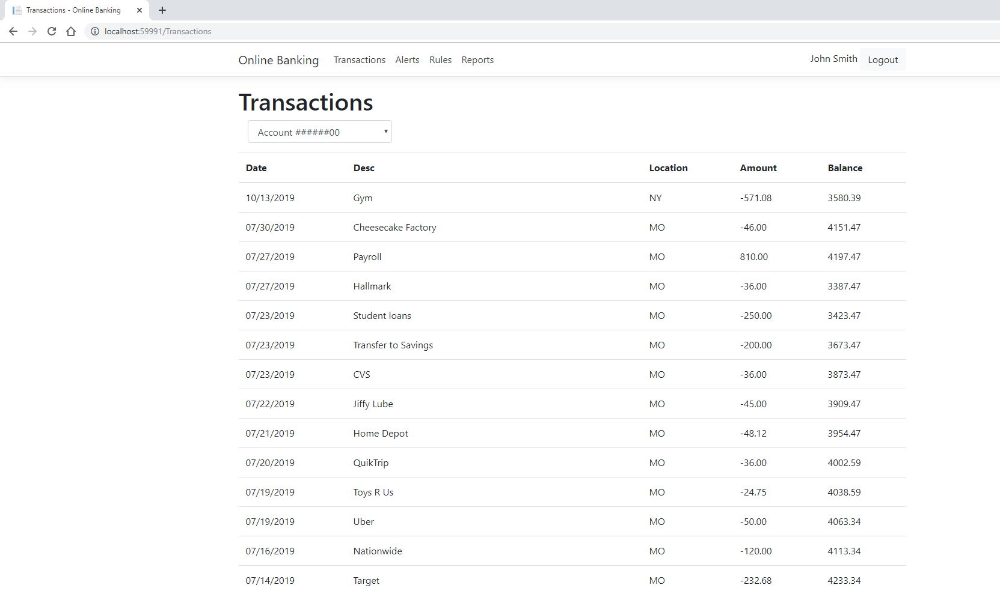 Transactions - Online Banking
localhost:59991/Transactions
Online Banking Transactions Alerts Rules Reports John Smith Logout
Transactions
Account ######00
Date Desc Location Amount Balance
10/13/2019 Gym NY -571.08 3580.39
07/30/2019 Cheesecake Factory MO -46.00 4151.47
07/27/2019 Payroll MO 810.00 4197.47
07/27/2019 Hallmark MO -36.00 3387.47
07/23/2019 Student loans MO -250.00 3423.47
07/23/2019 Transfer to Savings MO -200.00 3673.47
07/23/2019 CVS MO -36.00 3873.47
07/22/2019 Jiffy Lube MO -45.00 3909.47
07/21/2019 Home Depot MO -48.12 3954.47
07/20/2019 QuikTrip MO -36.00 4002.59
07/19/2019 Toys R Us MO -24.75 4038.59
07/19/2019 Uber MO -50.00 4063.34
07/16/2019 Nationwide MO -120.00 4113.34
07/14/2019 Target MO -232.68 4233.34